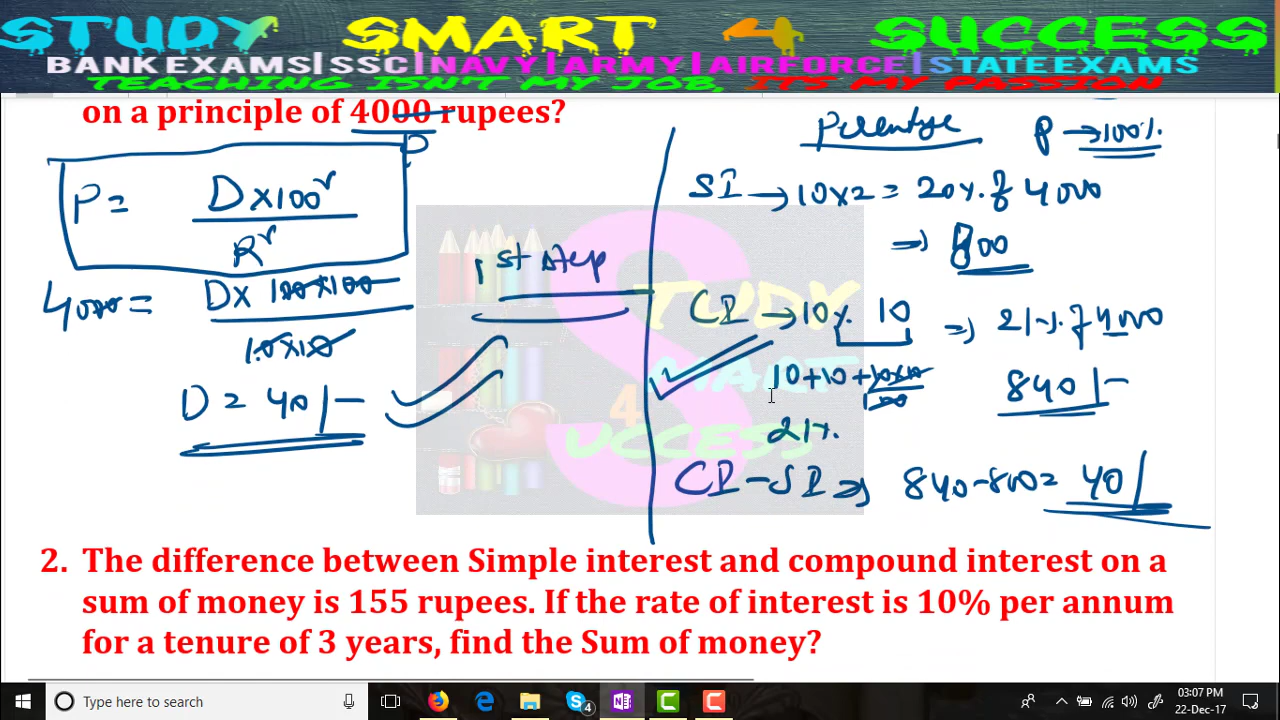 STUDY SMART 4 SUCCESS
BANK EXAMS|SSC|NAVY|ARMY|AIRFORCE|STATE EXAMS
TEACHING ISN'T MY JOB, IT'S MY PASSION
on a principle of 4000 rupees?
P
P = D×100²
R²
4000 = D× 100×100
10×10
D = 40/-
1st step
Percentage P → 100%
SI → 10×2 = 20% of 4000
⇒ 800
CI → 10% 10 ⇒ 21% of 4000
10+10+10×10
100
840/-
21%
CI-SI ⇒ 840-800= 40/
STUDY
SMART
4
SUCCESS
2. The difference between Simple interest and compound interest on a
sum of money is 155 rupees. If the rate of interest is 10% per annum
for a tenure of 3 years, find the Sum of money?
Type here to search
4
03:07 PM
22-Dec-17